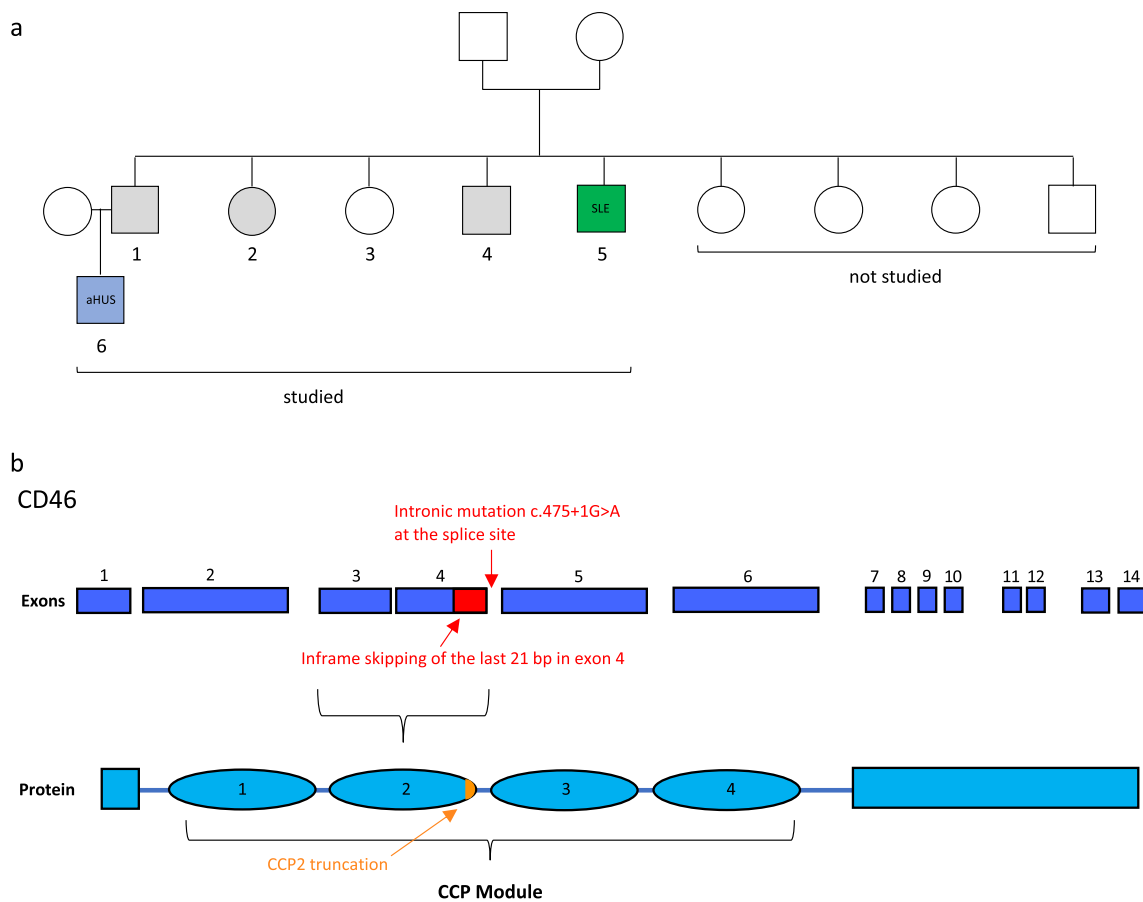 a
SLE
1
2
3
4
5
not studied
aHUS
6
studied
b
CD46
Intronic mutation c.475+1G>A
at the splice site
1 2 3 4 5 6 7 8 9 10 11 12 13 14
Exons
Inframe skipping of the last 21 bp in exon 4
Protein
1 2 3 4
CCP2 truncation
CCP Module